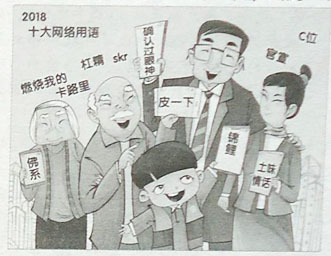 2018
十大网络用语
C位
官宣
确认过眼神
杠精 skr
燃烧我的
卡路里
皮一下
锦鲤
佛系
土味
情话